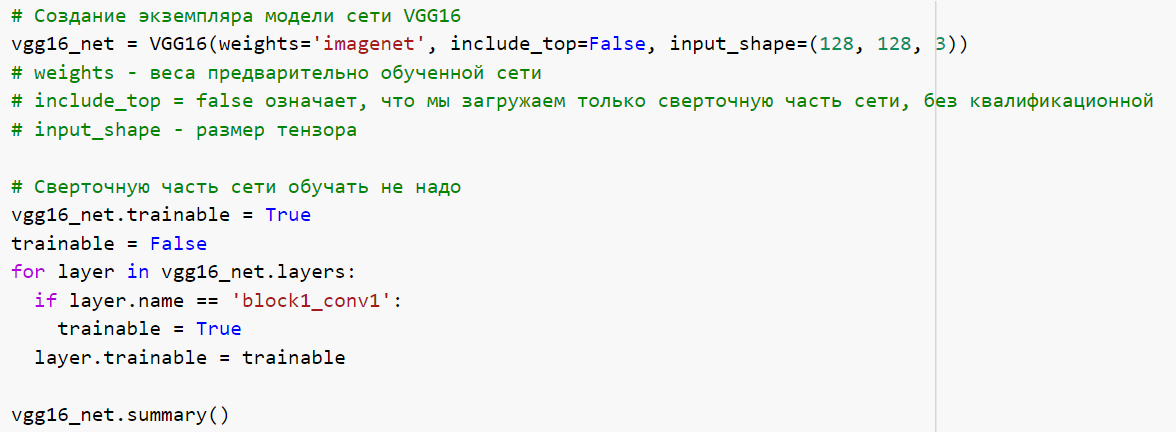 # Создание экземпляра модели сети VGG16
vgg16_net = VGG16(weights='imagenet', include_top=False, input_shape=(128, 128, 3))
# weights - веса предварительно обученной сети
# include_top = false означает, что мы загружаем только сверточную часть сети, без квалификационной
# input_shape - размер тензора
# Сверточную часть сети обучать не надо
vgg16_net.trainable = True
trainable = False
for layer in vgg16_net.layers:
  if layer.name == 'block1_conv1':
    trainable = True
  layer.trainable = trainable
vgg16_net.summary()